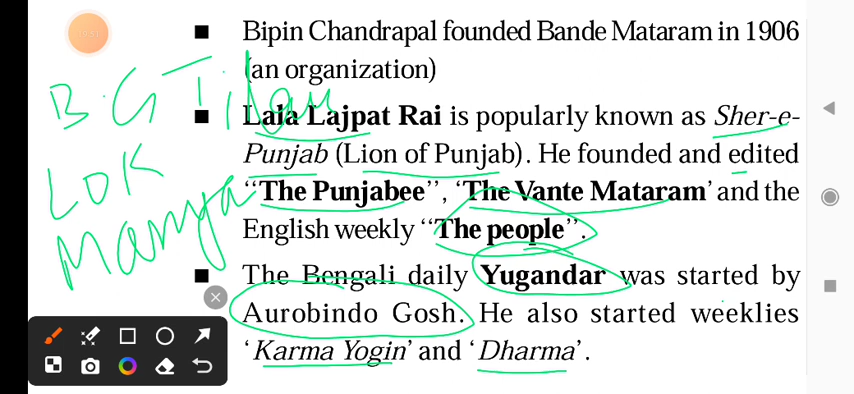 ■ Bipin Chandrapal founded Bande Mataram in 1906
(an organization)
■ Lala Lajpat Rai is popularly known as Sher-e-
Punjab (Lion of Punjab). He founded and edited
“The Punjabee”, ‘The Vante Mataram’ and the
English weekly “The people”.
■ The Bengali daily Yugandar was started by
Aurobindo Gosh. He also started weeklies
‘Karma Yogin’ and ‘Dharma’.
B.G Tilak
LOK
Manya